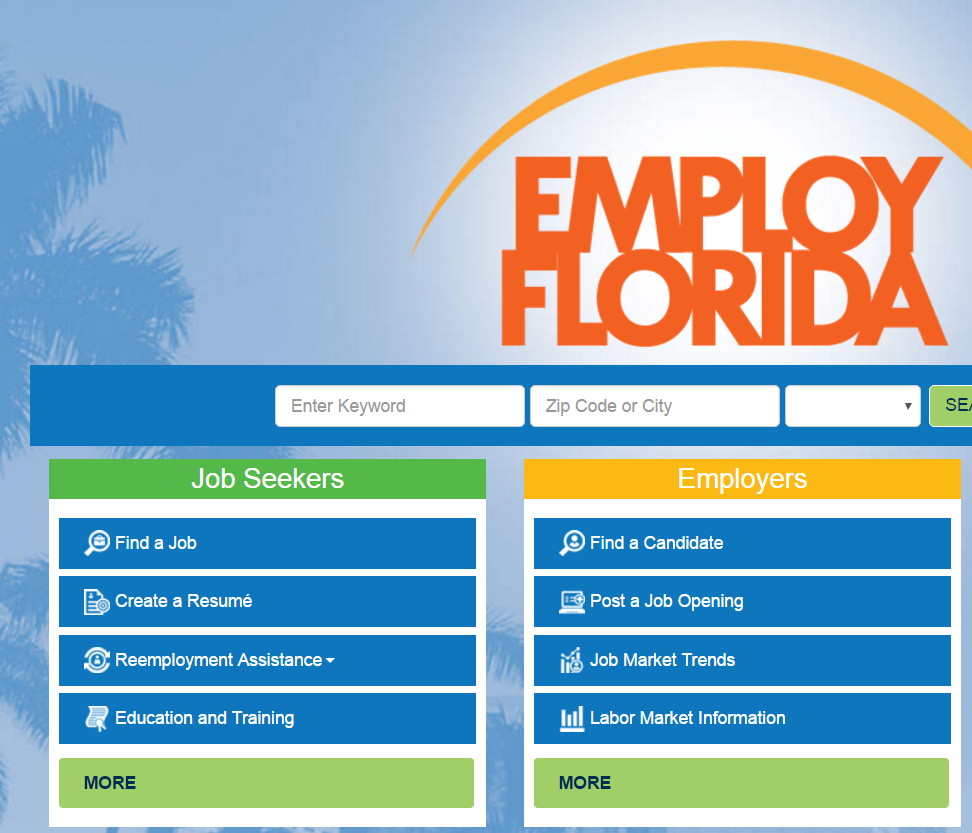 EMPLOY
FLORIDA
Enter Keyword
Zip Code or City
Job Seekers
Find a Job
Create a Resumé
Reemployment Assistance
Education and Training
MORE
Employers
Find a Candidate
Post a Job Opening
Job Market Trends
Labor Market Information
MORE